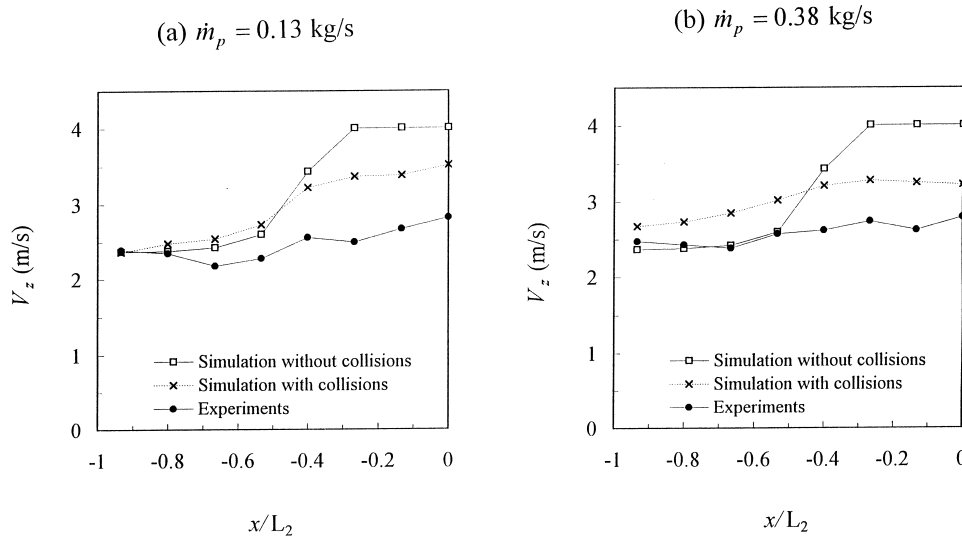 (a) ṁp = 0.13 kg/s
4
3
2
1
0
Vz (m/s)
Simulation without collisions
Simulation with collisions
Experiments
-1 -0.8 -0.6 -0.4 -0.2 0
x/L2
(b) ṁp = 0.38 kg/s
4
3
2
1
0
Vz (m/s)
Simulation without collisions
Simulation with collisions
Experiments
-1 -0.8 -0.6 -0.4 -0.2 0
x/L2